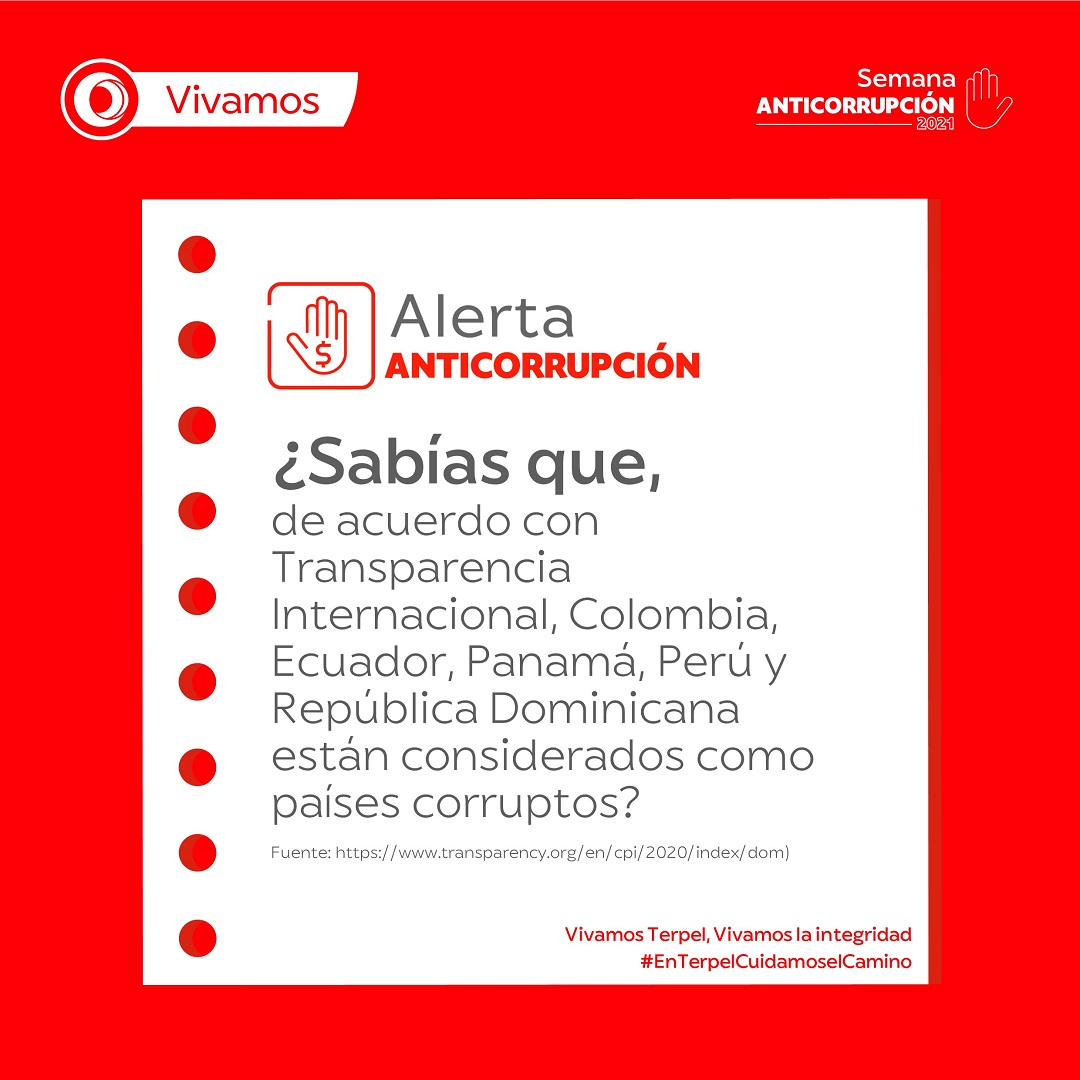 Vivamos
Semana
ANTICORRUPCIÓN
2021
Alerta
ANTICORRUPCIÓN
¿Sabías que,
de acuerdo con
Transparencia
Internacional, Colombia,
Ecuador, Panamá, Perú y
República Dominicana
están considerados como
países corruptos?
Fuente: https://www.transparency.org/en/cpi/2020/index/dom)
Vivamos Terpel, Vivamos la integridad
#EnTerpelCuidamoselCamino